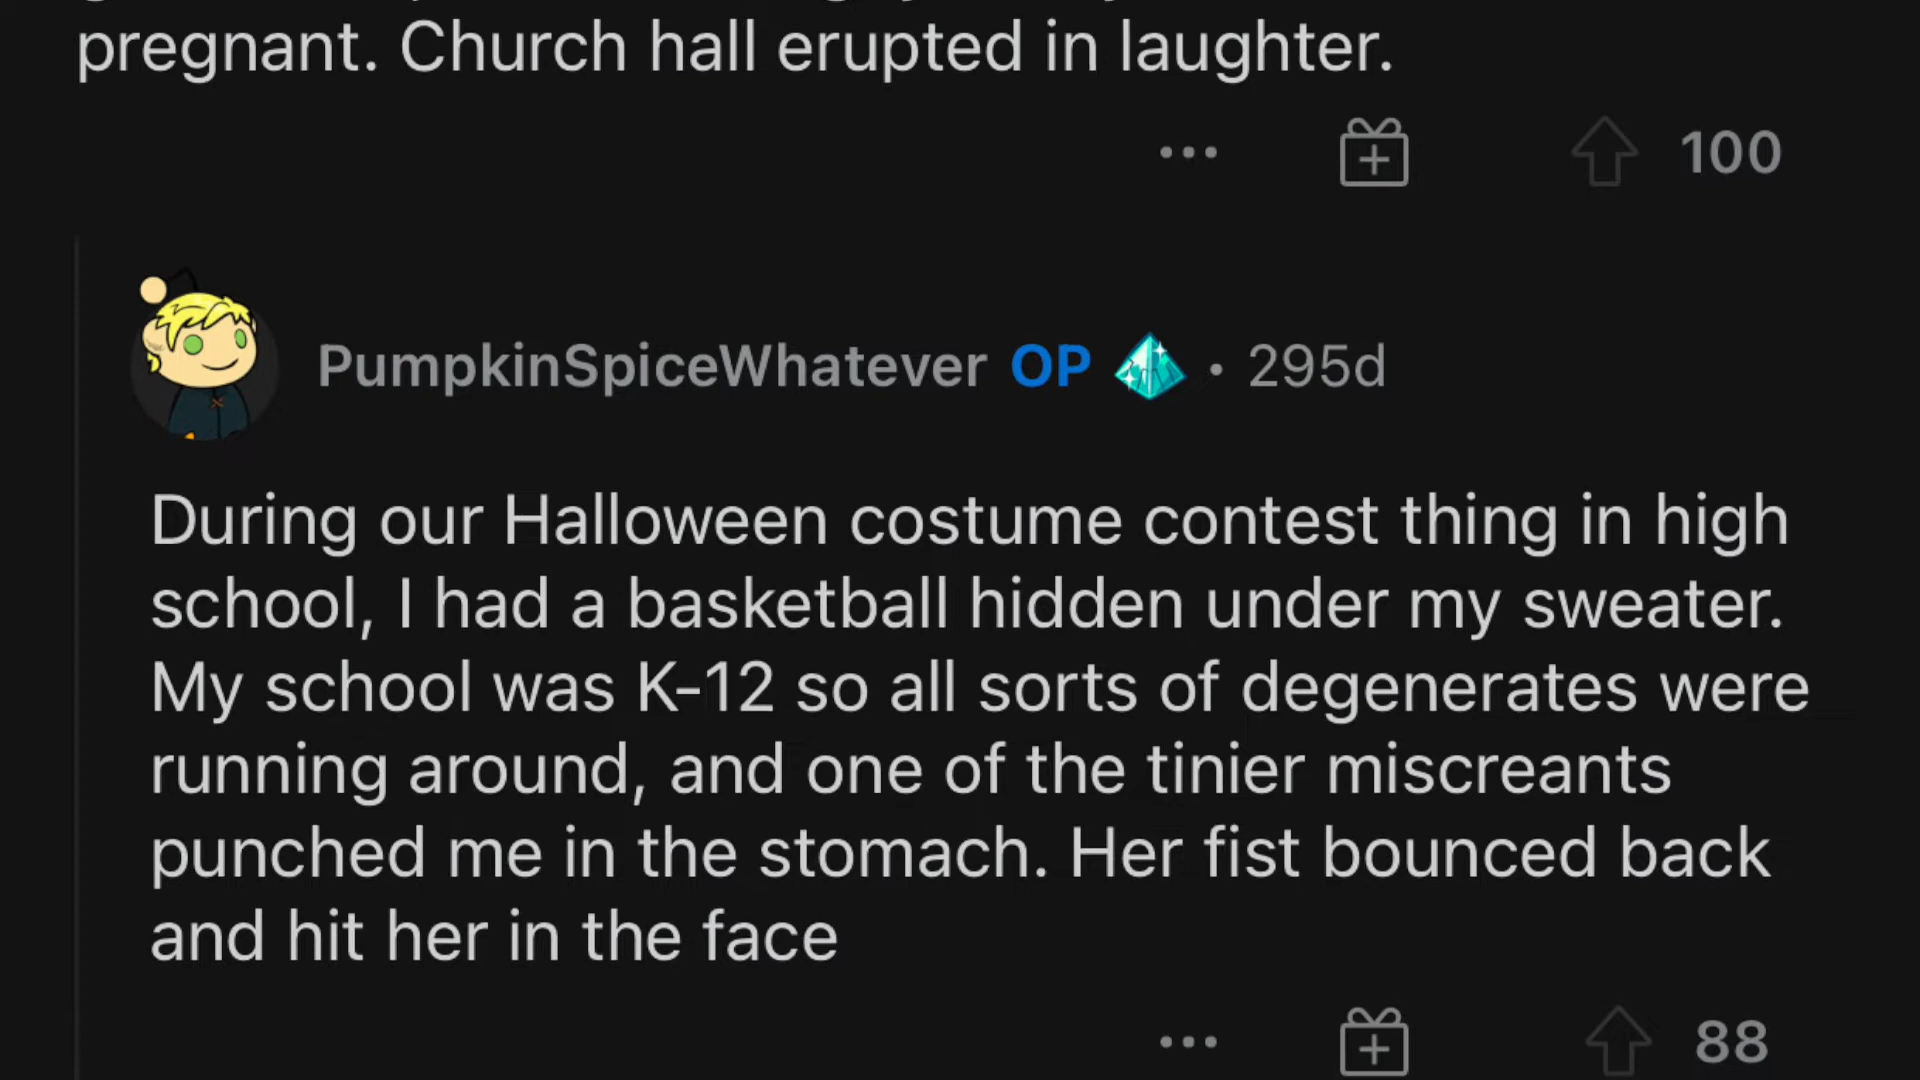 pregnant. Church hall erupted in laughter.
... 100
PumpkinSpiceWhatever OP • 295d
During our Halloween costume contest thing in high
school, I had a basketball hidden under my sweater.
My school was K-12 so all sorts of degenerates were
running around, and one of the tinier miscreants
punched me in the stomach. Her fist bounced back
and hit her in the face
... 88